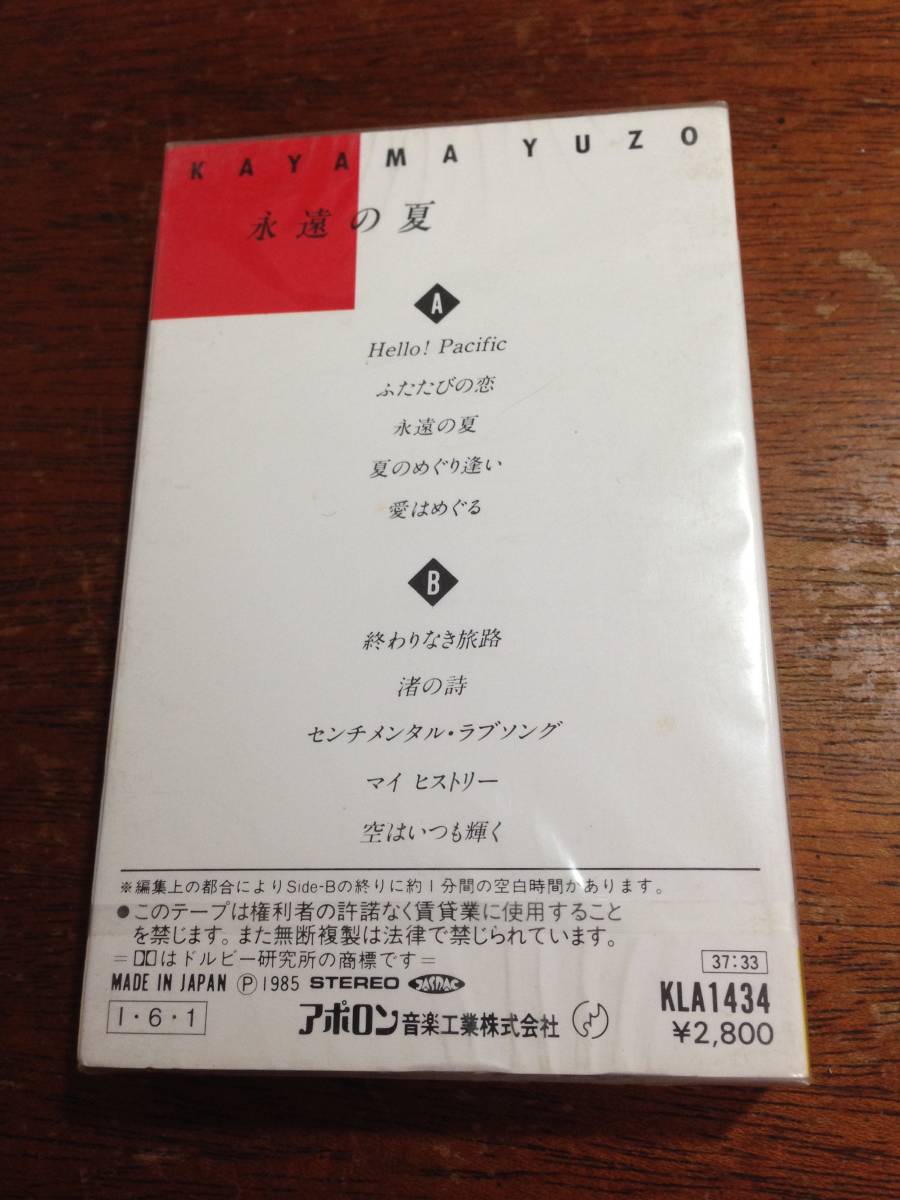 KAYAMA YUZO
永遠の夏
A
Hello! Pacific
ふたたびの恋
永遠の夏
夏のめぐり逢い
愛はめぐる
B
終わりなき旅路
渚の詩
センチメンタル・ラブソング
マイ ヒストリー
空はいつも輝く
※編集上の都合によりSide-Bの終りに約1分間の空白時間があります。
●このテープは権利者の許諾なく賃貸業に使用すること
を禁じます。また無断複製は法律で禁じられています。
=はドルビー研究所の商標です=
37:33
MADE IN JAPAN Ⓟ1985 STEREO JASRAC
KLA1434
I・6・1
アポロン音楽工業株式会社
¥2,800